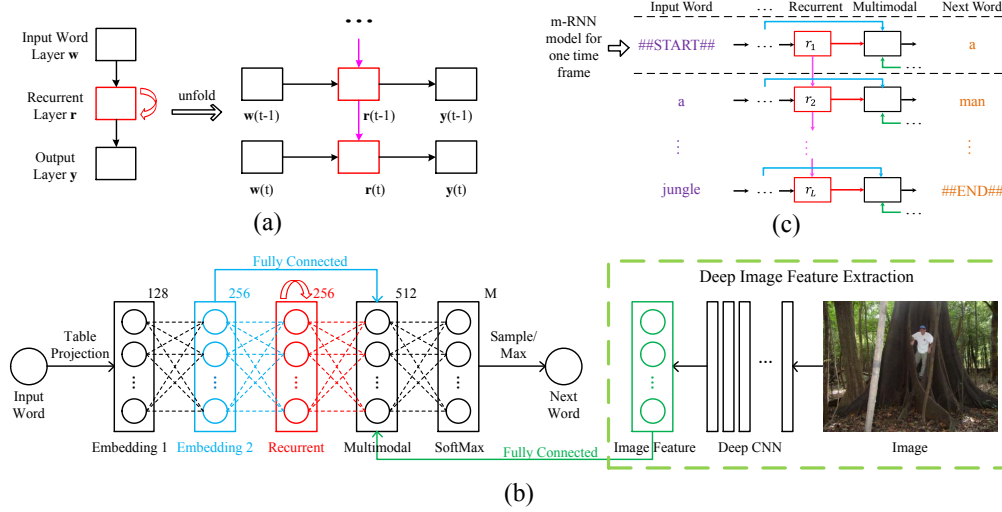 Input Word
Layer w
Recurrent
Layer r
Output
Layer y
unfold
...
w(t-1)
r(t-1)
y(t-1)
w(t)
r(t)
y(t)
(a)
m-RNN
model for
one time
frame
Input Word ... Recurrent Multimodal Next Word
##START## ... r1 a
...
a ... r2 man
...
jungle ... rL ##END##
...
(c)
Fully Connected
128 256 256 512 M
Table
Projection
Sample/
Max
Input
Word
Next
Word
Embedding 1 Embedding 2 Recurrent Multimodal SoftMax
Fully Connected
Deep Image Feature Extraction
...
Image Feature Deep CNN Image
(b)